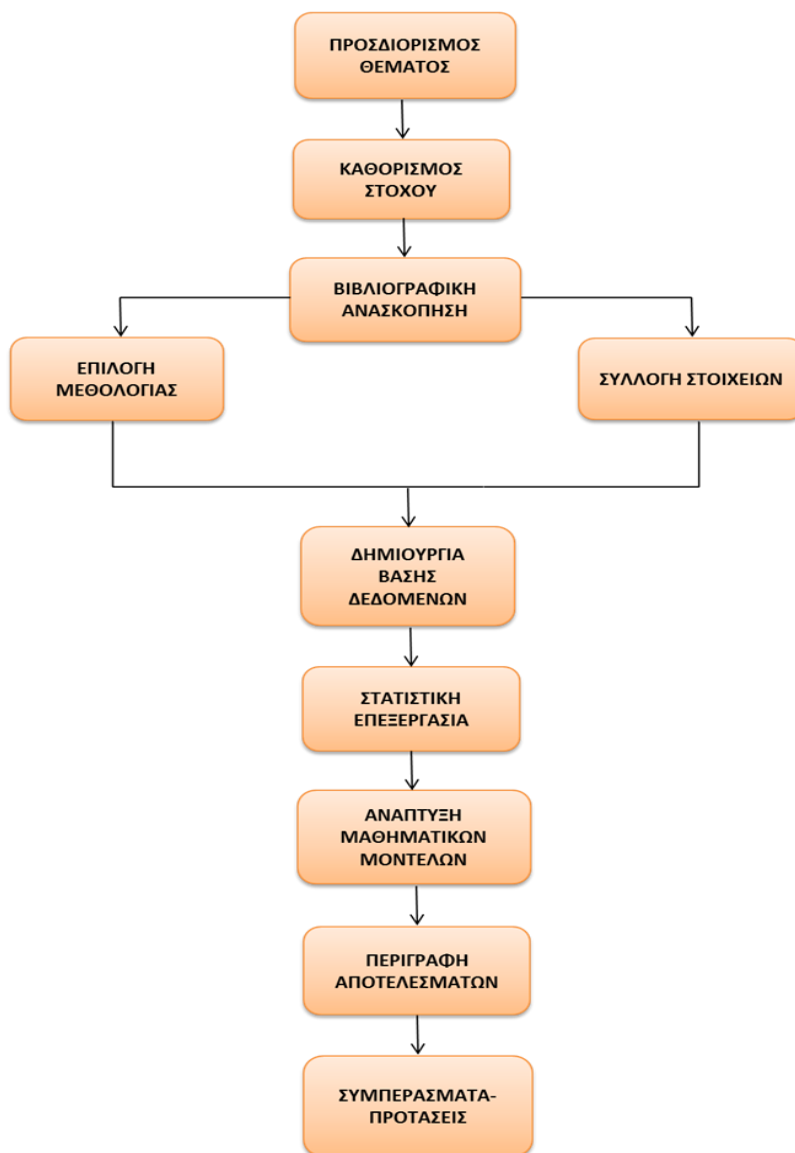 ΠΡΟΣΔΙΟΡΙΣΜΟΣ
ΘΕΜΑΤΟΣ
ΚΑΘΟΡΙΣΜΟΣ
ΣΤΟΧΟΥ
ΒΙΒΛΙΟΓΡΑΦΙΚΗ
ΑΝΑΣΚΟΠΗΣΗ
ΕΠΙΛΟΓΗ
ΜΕΘΟΛΟΓΙΑΣ
ΣΥΛΛΟΓΗ ΣΤΟΙΧΕΙΩΝ
ΔΗΜΙΟΥΡΓΙΑ
ΒΑΣΗΣ
ΔΕΔΟΜΕΝΩΝ
ΣΤΑΤΙΣΤΙΚΗ
ΕΠΕΞΕΡΓΑΣΙΑ
ΑΝΑΠΤΥΞΗ
ΜΑΘΗΜΑΤΙΚΩΝ
ΜΟΝΤΕΛΩΝ
ΠΕΡΙΓΡΑΦΗ
ΑΠΟΤΕΛΕΣΜΑΤΩΝ
ΣΥΜΠΕΡΑΣΜΑΤΑ-
ΠΡΟΤΑΣΕΙΣ